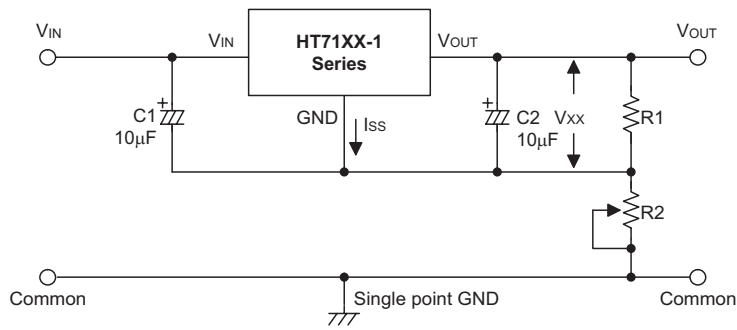 VIN
VIN
HT71XX-1
Series
VOUT
VOUT
C1
10μF
GND
ISS
C2
10μF
VXX
R1
R2
Common
Single point GND
Common